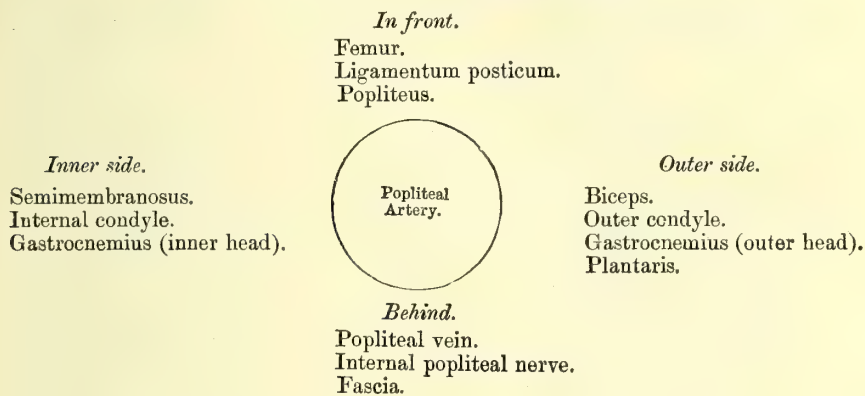 In front.
Femur.
Ligamentum posticum.
Popliteus.
Inner side.
Semimembranosus.
Internal condyle.
Gastrocnemius (inner head).
Popliteal
Artery.
Outer side.
Biceps.
Outer condyle.
Gastrocnemius (outer head).
Plantaris.
Behind.
Popliteal vein.
Internal popliteal nerve.
Fascia.